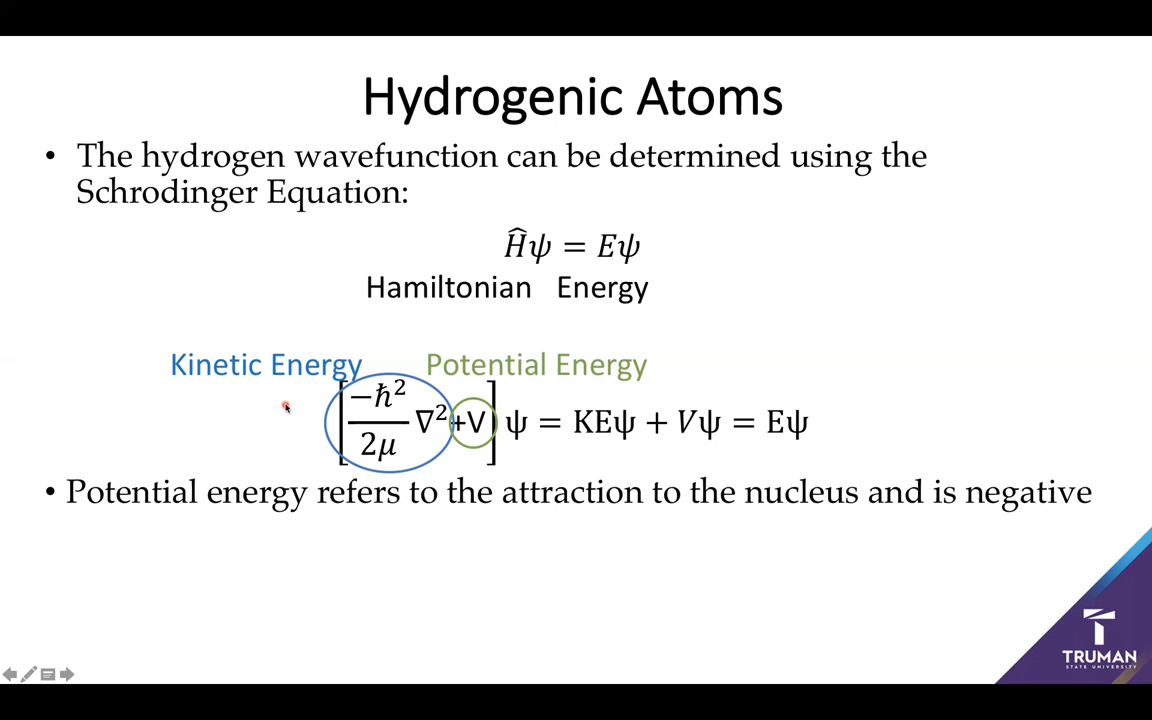 Hydrogenic Atoms
• The hydrogen wavefunction can be determined using the
Schrodinger Equation:
Ĥψ = Eψ
Hamiltonian Energy
Kinetic Energy Potential Energy
[−ℏ²/2μ ∇² +V] ψ = KEψ + Vψ = Eψ
• Potential energy refers to the attraction to the nucleus and is negative
TRUMAN
STATE UNIVERSITY